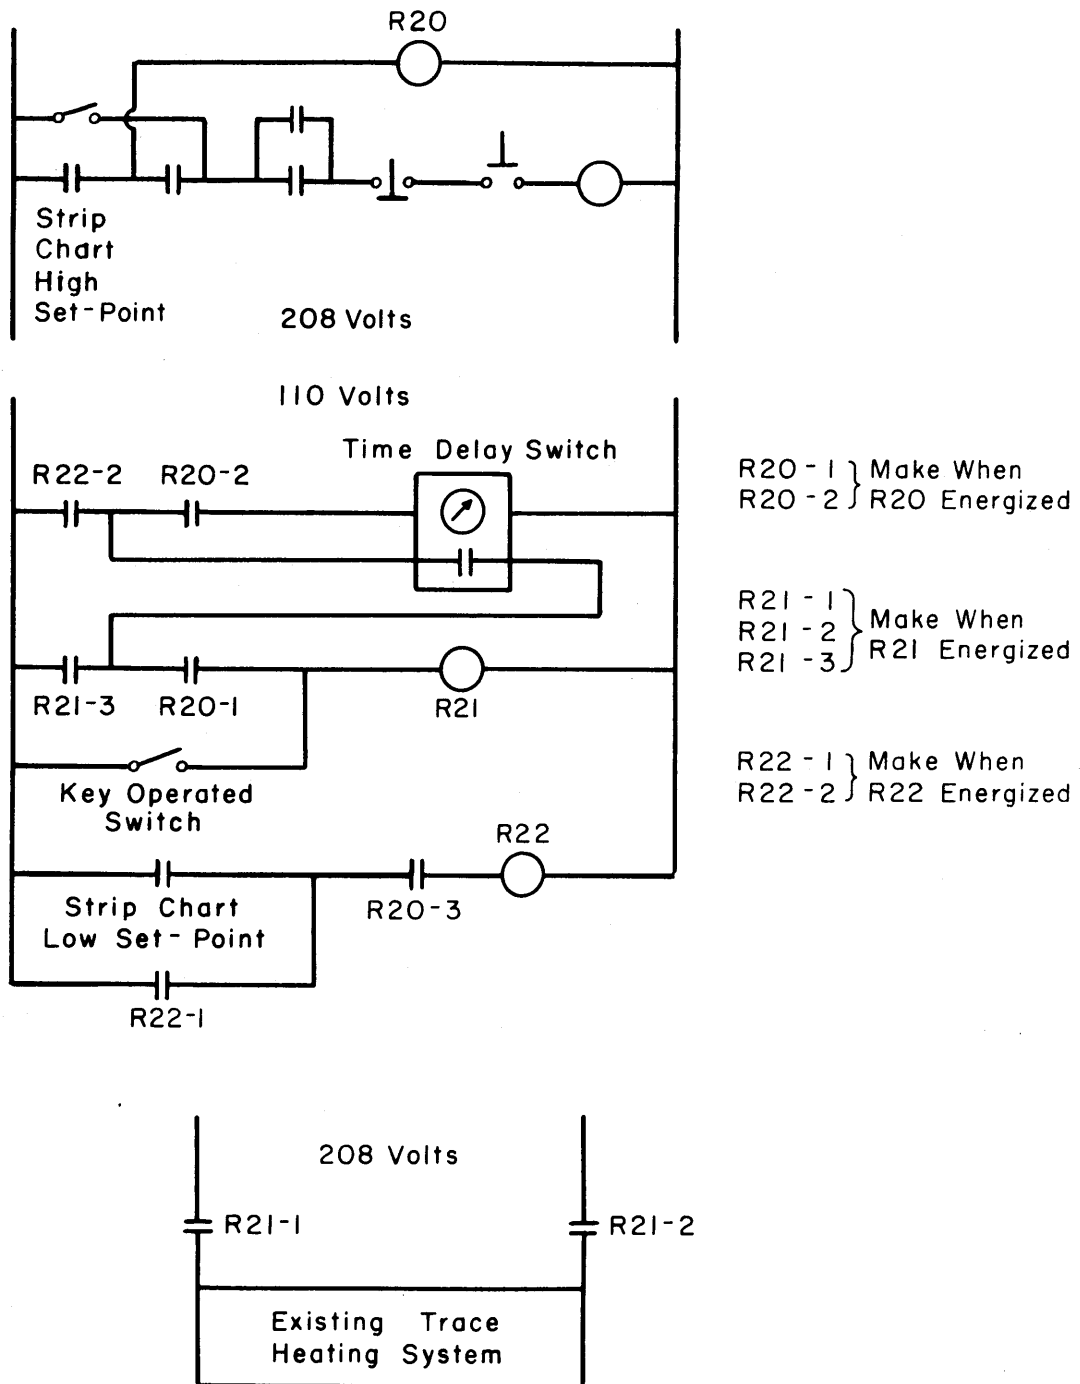 R20
Strip
Chart
High
Set-Point
208 Volts
110 Volts
Time Delay Switch
R22-2
R20-2
R21-3
R20-1
R21
Key Operated
Switch
R22
Strip Chart
Low Set-Point
R20-3
R22-1
R20-1
R20-2
Make When
R20 Energized
R21-1
R21-2
R21-3
Make When
R21 Energized
R22-1
R22-2
Make When
R22 Energized
208 Volts
R21-1
R21-2
Existing Trace
Heating System